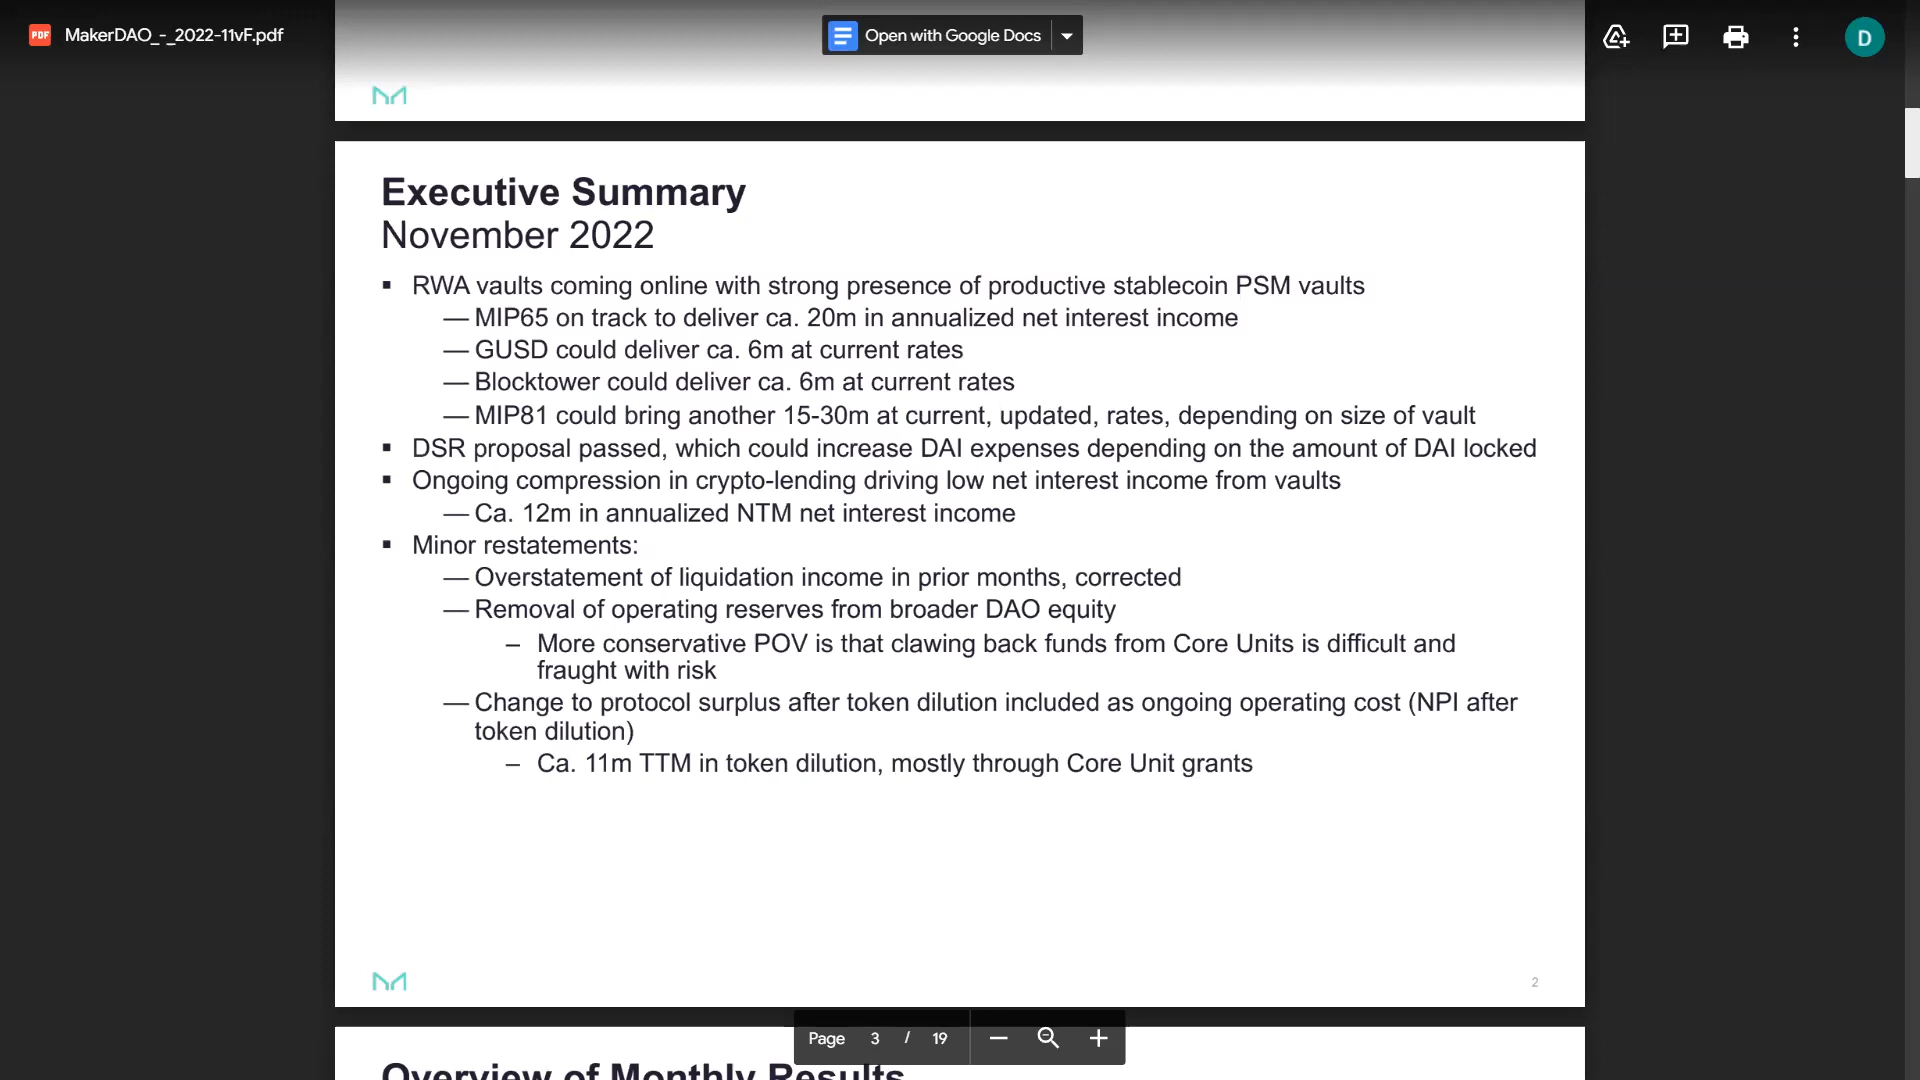 MakerDAO_-_2022-11vF.pdf
Open with Google Docs
D
Executive Summary
November 2022
▪ RWA vaults coming online with strong presence of productive stablecoin PSM vaults
— MIP65 on track to deliver ca. 20m in annualized net interest income
— GUSD could deliver ca. 6m at current rates
— Blocktower could deliver ca. 6m at current rates
— MIP81 could bring another 15-30m at current, updated, rates, depending on size of vault
▪ DSR proposal passed, which could increase DAI expenses depending on the amount of DAI locked
▪ Ongoing compression in crypto-lending driving low net interest income from vaults
— Ca. 12m in annualized NTM net interest income
▪ Minor restatements:
— Overstatement of liquidation income in prior months, corrected
— Removal of operating reserves from broader DAO equity
– More conservative POV is that clawing back funds from Core Units is difficult and
fraught with risk
— Change to protocol surplus after token dilution included as ongoing operating cost (NPI after
token dilution)
– Ca. 11m TTM in token dilution, mostly through Core Unit grants
2
Page 3 / 19
Overview of Monthly Results